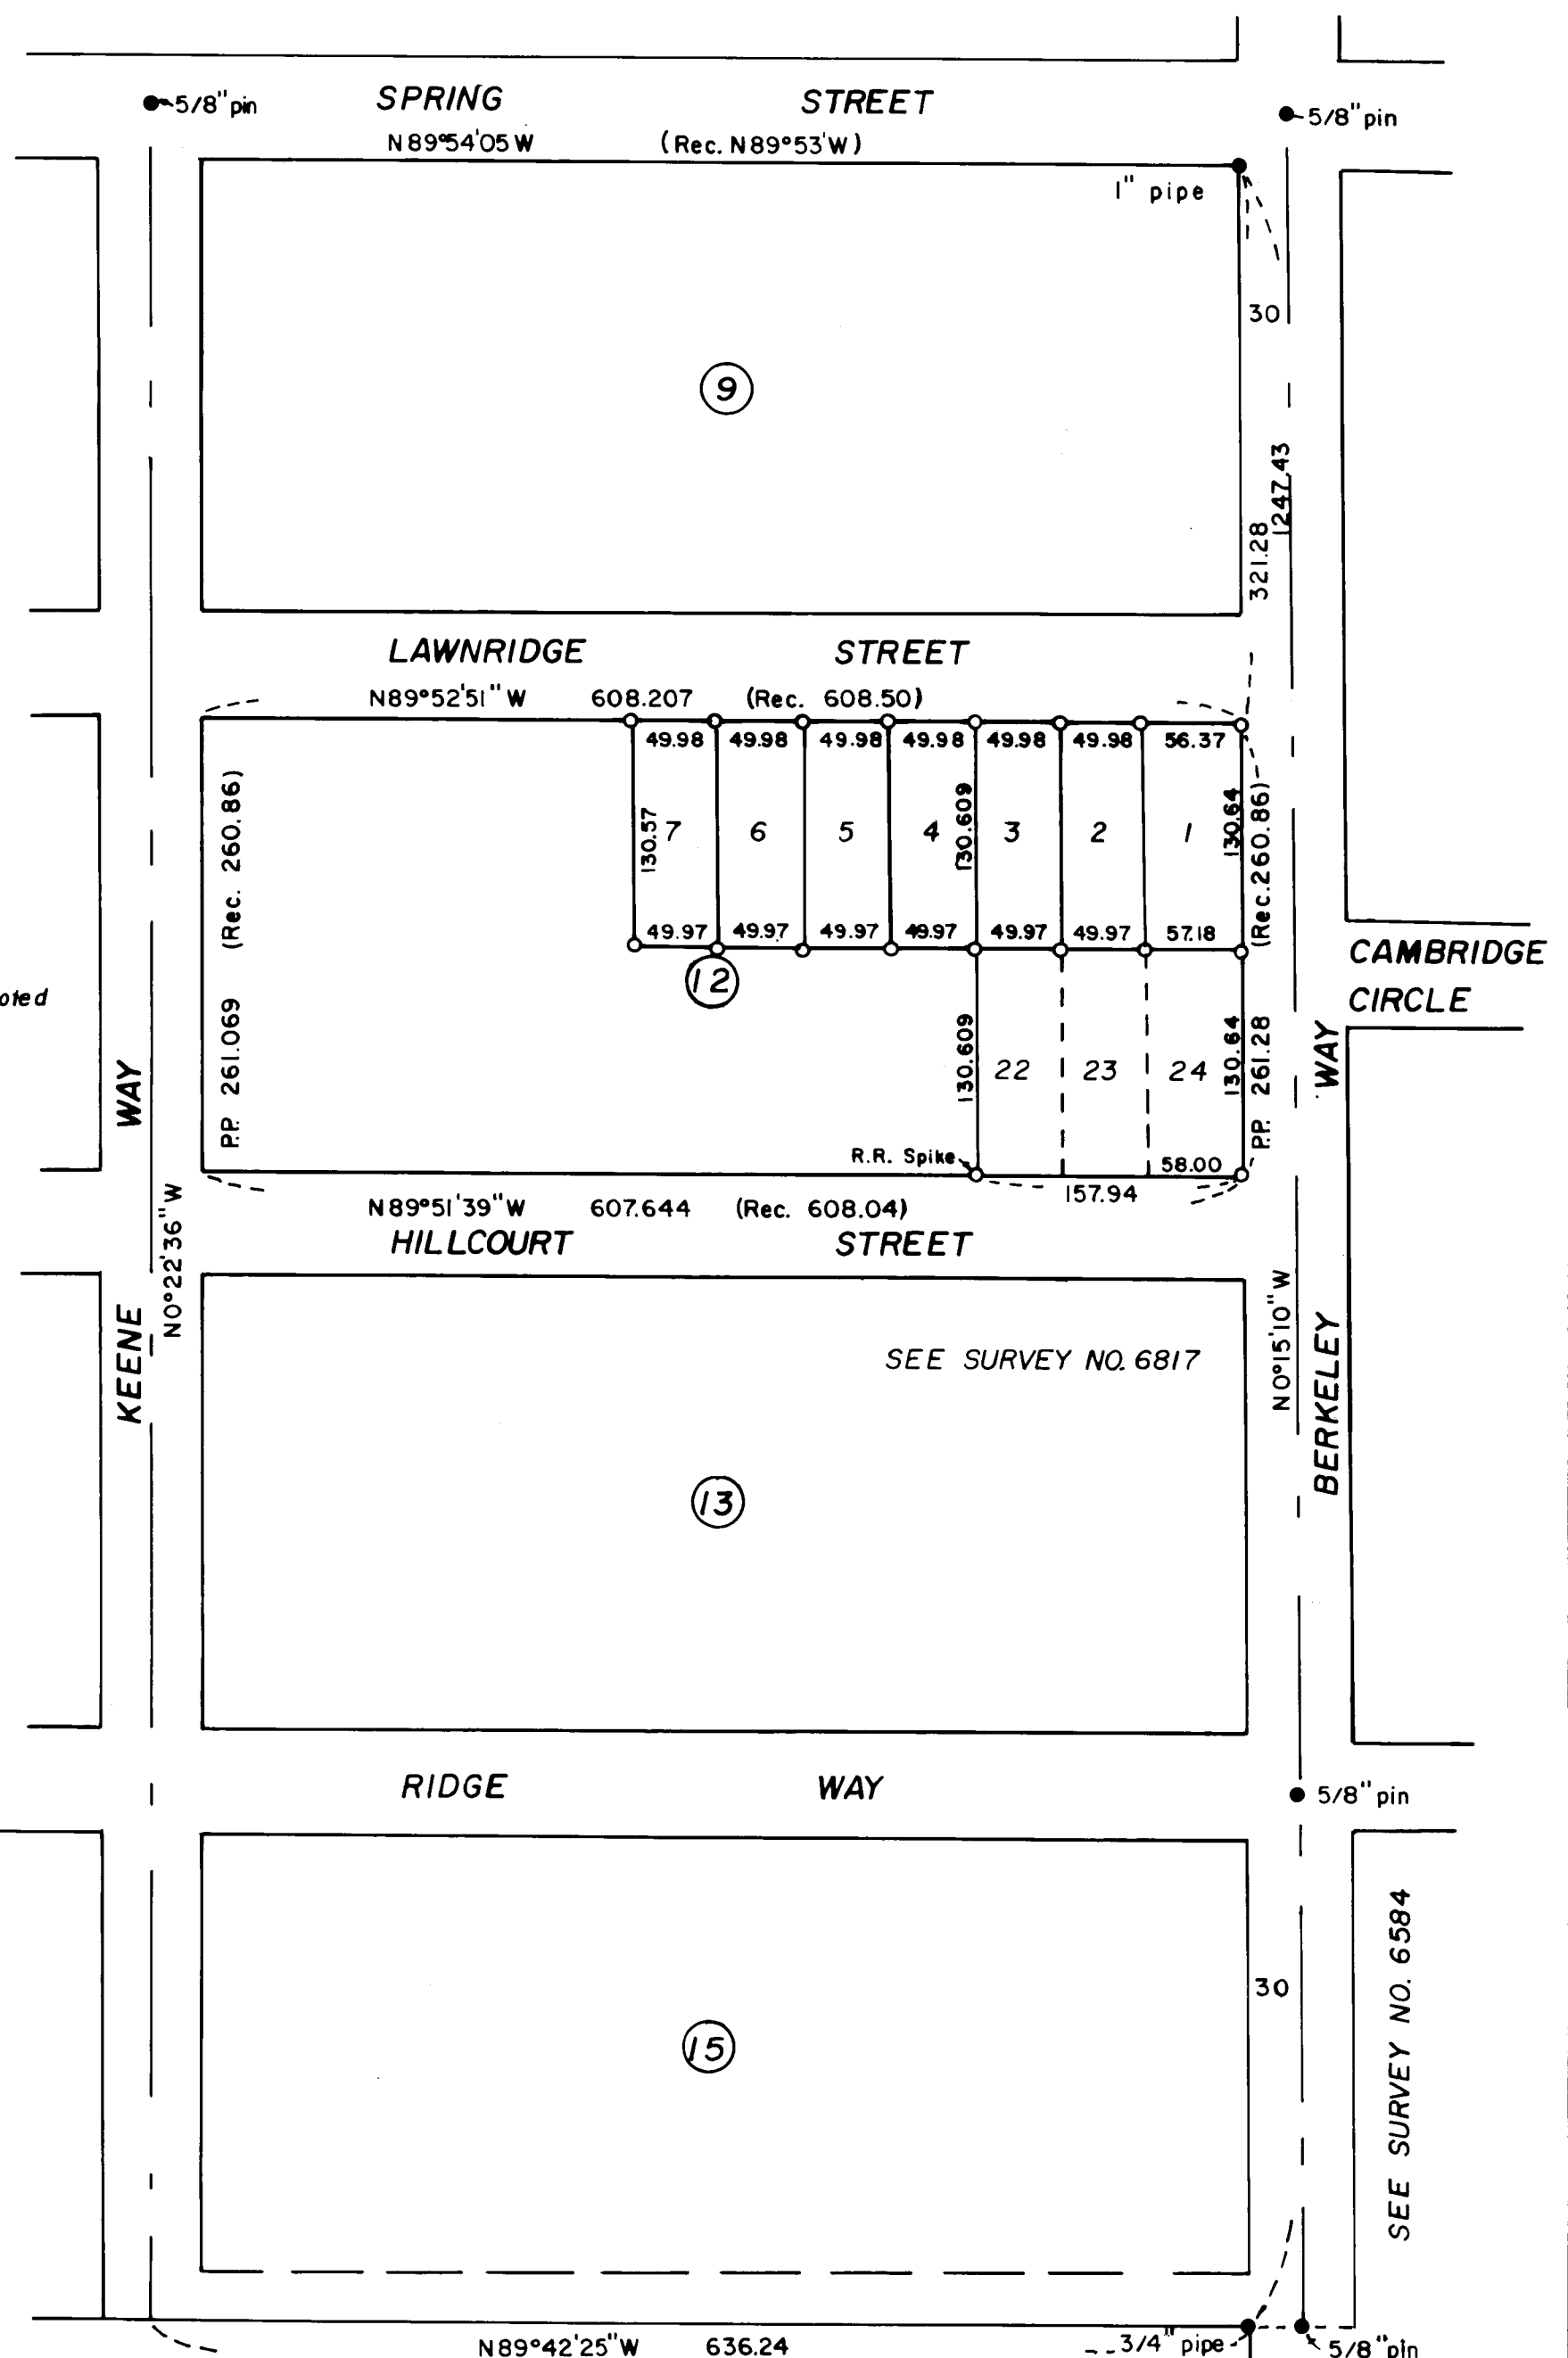 5/8" pin
SPRING STREET
5/8" pin
N 89°54'05 W (Rec. N 89°53' W)
1" pipe
30
9
1247.43
321.28
LAWNRIDGE STREET
N89°52'51" W 608.207 (Rec. 608.50)
49.98 49.98 49.98 49.98 49.98 49.98 56.37
(Rec. 260.86)
130.57
7 6 5 4
130.609
3 2 1
130.64
(Rec. 260.86)
49.97 49.97 49.97 49.97 49.97 49.97 57.18
CAMBRIDGE
CIRCLE
12
P.P. 261.069
130.609
22 23 24
130.64
P.P. 261.28
WAY
WAY
R.R. Spike
58.00
157.94
N89°51'39" W 607.644 (Rec. 608.04)
HILLCOURT STREET
N0°22'36" W
KEENE
N 0°15'10" W
BERKELEY
SEE SURVEY NO. 6817
13
RIDGE WAY
5/8" pin
30
15
SEE SURVEY NO. 6584
N89°42'25" W 636.24
3/4" pipe
5/8" pin